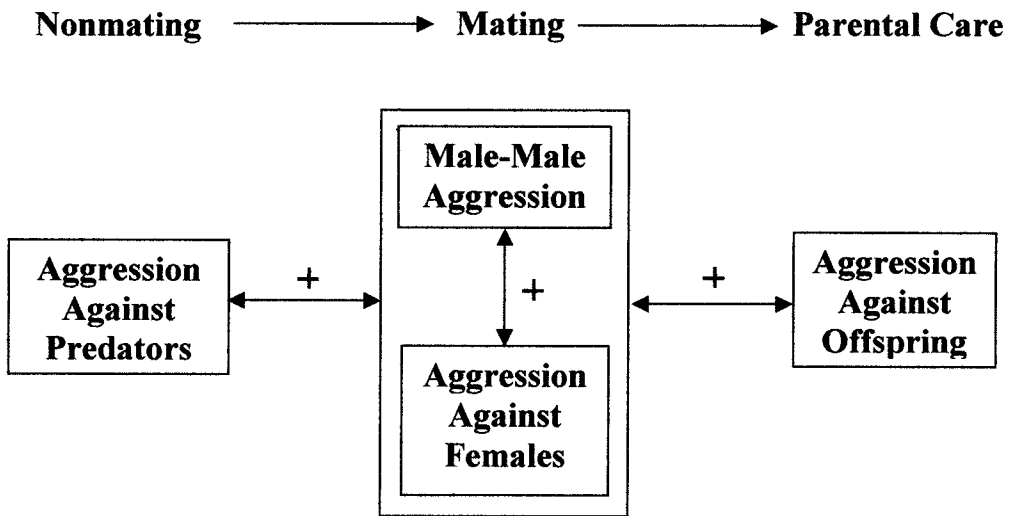 Nonmating Mating Parental Care
Male-Male
Aggression
Aggression
Against
Predators
+
+
Aggression
Against
Females
+
Aggression
Against
Offspring